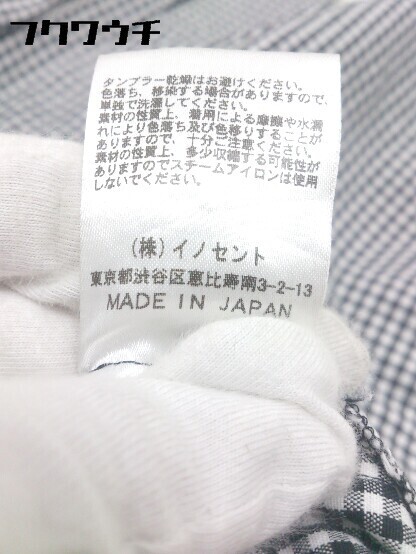 フクワウチ
タンブラー乾燥はお避けください。
色落ち、移染する場合がありますので、
単独で洗濯してください。
素材の性質上、着用による摩擦や水濡
れにより色落ち及び色移りすることが
ありますので、十分ご注意ください。
素材の性質上、多少収縮する可能性が
ありますのでスチームアイロンは使用
しないでください。
(株)イノセント
東京都渋谷区恵比寿南3-2-13
MADE IN JAPAN